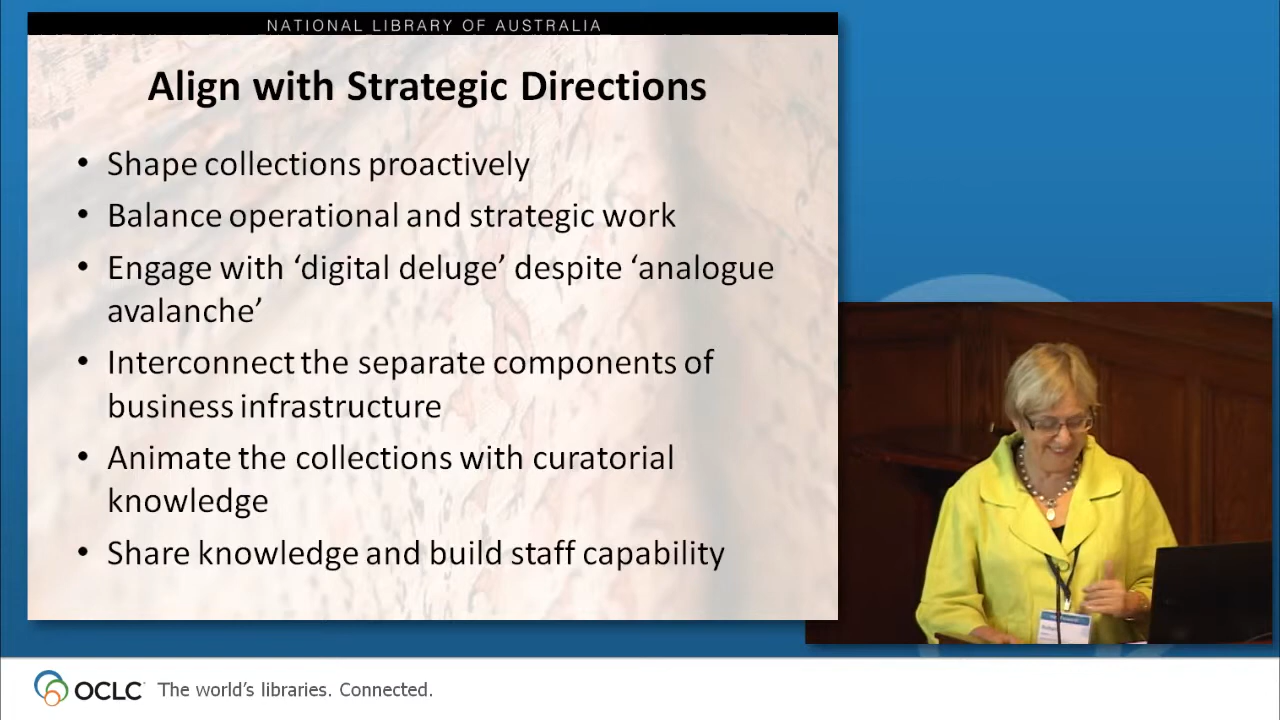 NATIONAL LIBRARY OF AUSTRALIA
Align with Strategic Directions
• Shape collections proactively
• Balance operational and strategic work
• Engage with ‘digital deluge’ despite ‘analogue
avalanche’
• Interconnect the separate components of
business infrastructure
• Animate the collections with curatorial
knowledge
• Share knowledge and build staff capability
OCLC The world’s libraries. Connected.